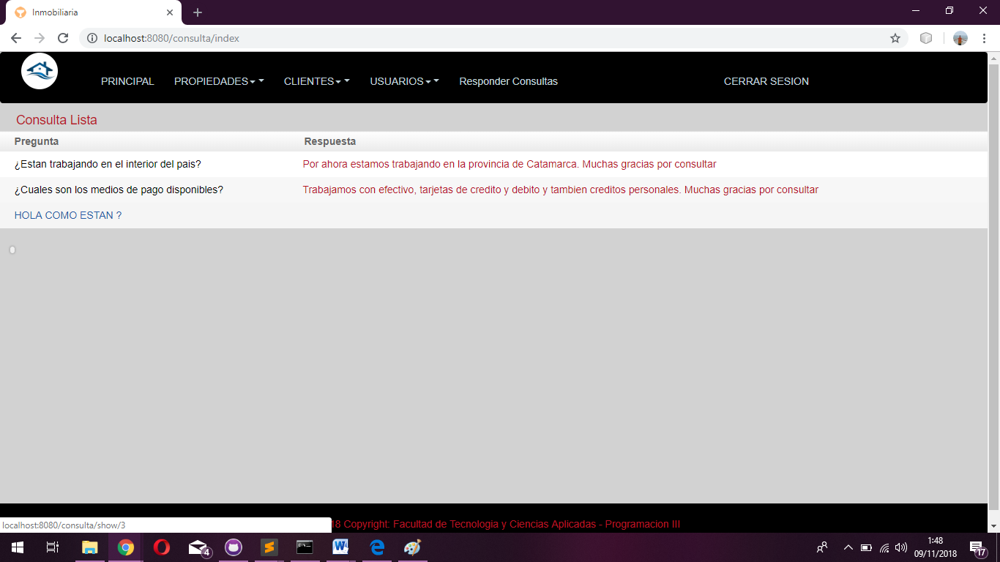 Inmobiliaria
localhost:8080/consulta/index
PRINCIPAL PROPIEDADES CLIENTES USUARIOS Responder Consultas CERRAR SESION
Consulta Lista
Pregunta Respuesta
¿Estan trabajando en el interior del pais? Por ahora estamos trabajando en la provincia de Catamarca. Muchas gracias por consultar
¿Cuales son los medios de pago disponibles? Trabajamos con efectivo, tarjetas de credito y debito y tambien creditos personales. Muchas gracias por consultar
HOLA COMO ESTAN ?
localhost:8080/consulta/show/3
18 Copyright: Facultad de Tecnologia y Ciencias Aplicadas - Programacion III
4
1:48
09/11/2018
17